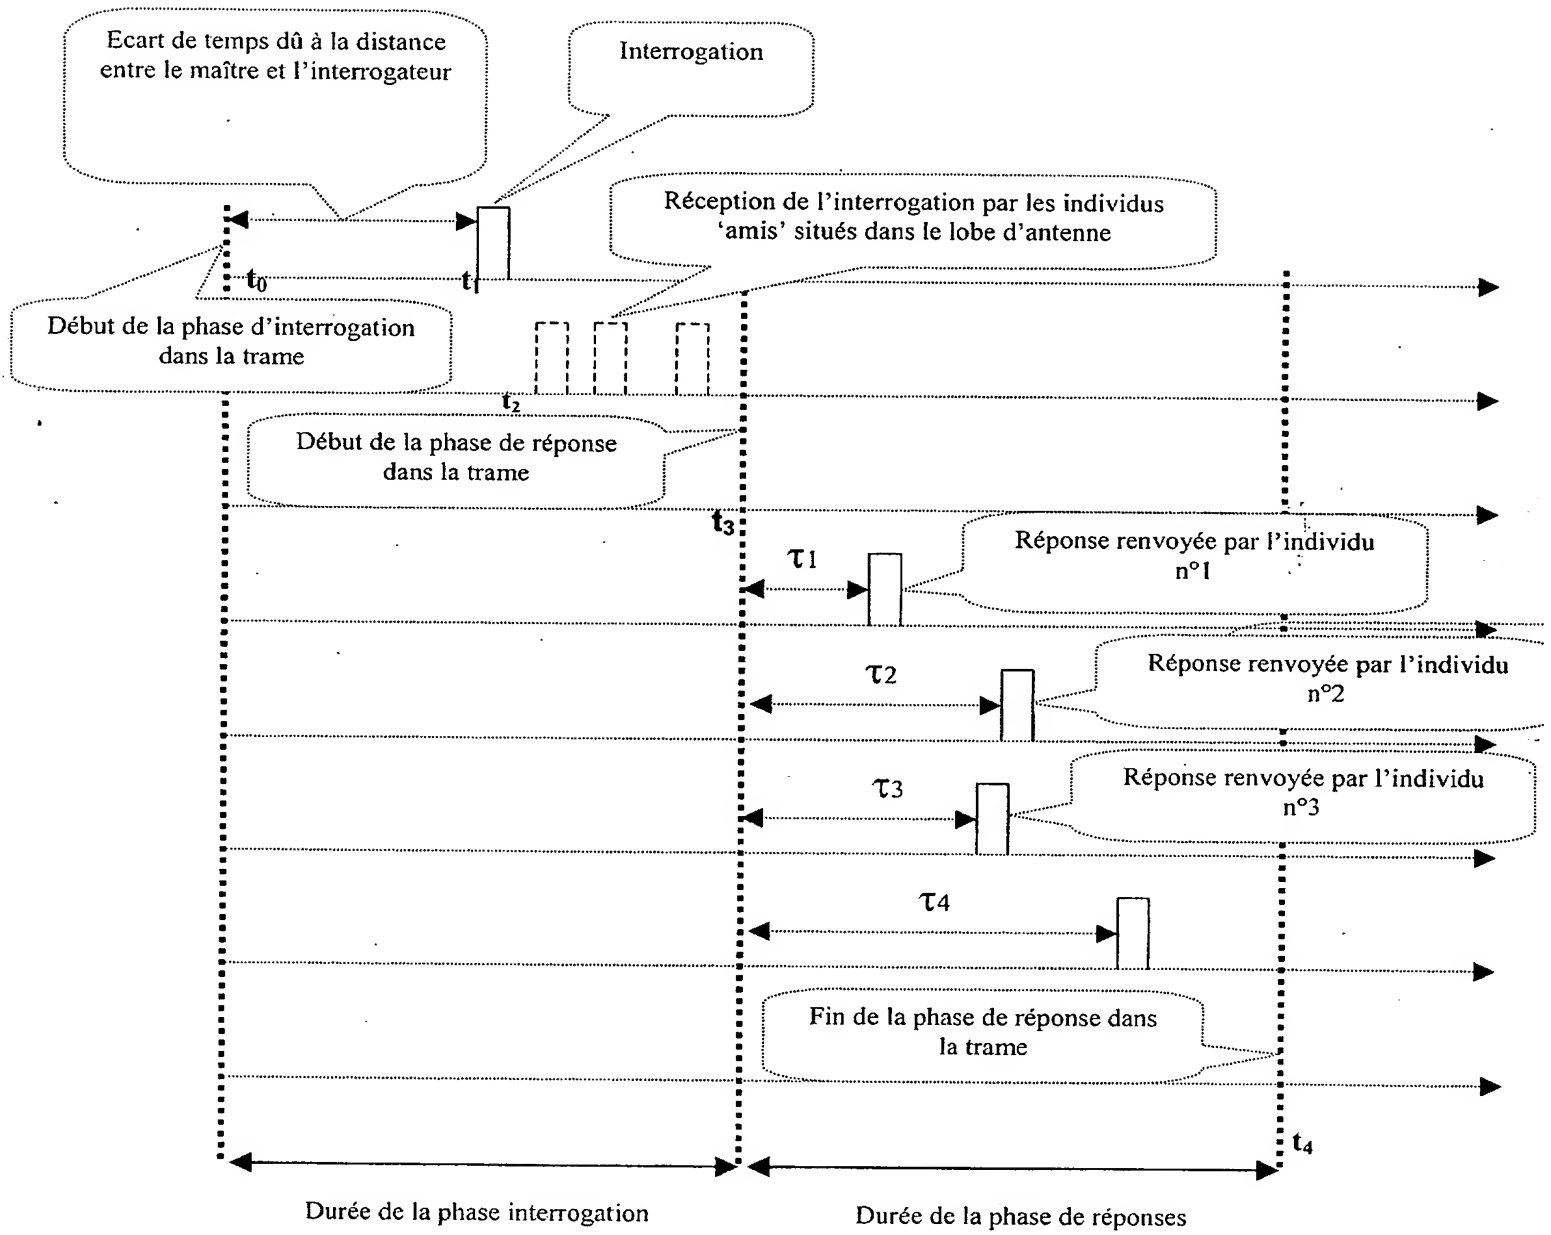 Ecart de temps dû à la distance
entre le maître et l'interrogateur
Interrogation
Réception de l'interrogation par les individus
'amis' situés dans le lobe d'antenne
t0
t1
Début de la phase d'interrogation
dans la trame
t2
Début de la phase de réponse
dans la trame
t3
Réponse renvoyée par l'individu
n°1
τ1
Réponse renvoyée par l'individu
n°2
τ2
Réponse renvoyée par l'individu
n°3
τ3
τ4
Fin de la phase de réponse dans
la trame
t4
Durée de la phase interrogation
Durée de la phase de réponses